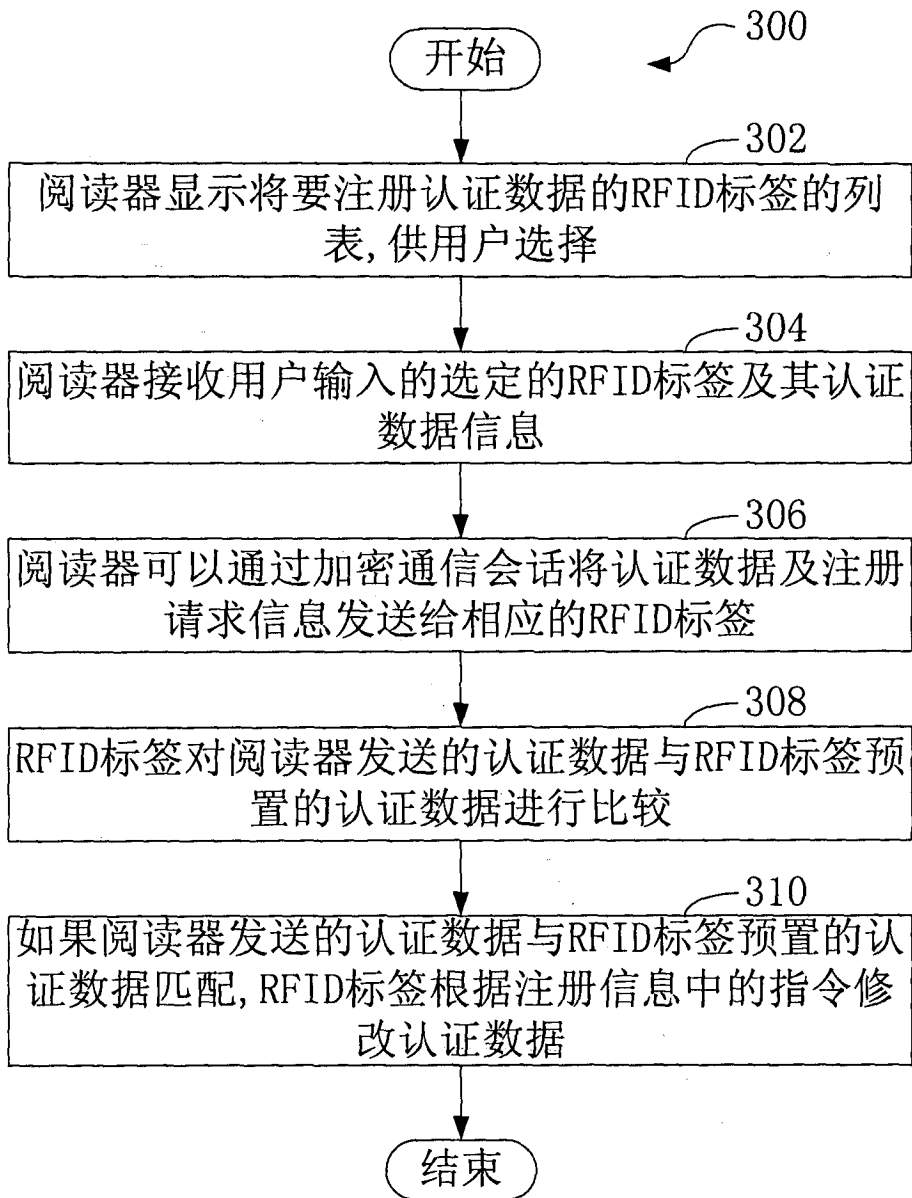 开始
300
302
阅读器显示将要注册认证数据的RFID标签的列
表,供用户选择
304
阅读器接收用户输入的选定的RFID标签及其认证
数据信息
306
阅读器可以通过加密通信会话将认证数据及注册
请求信息发送给相应的RFID标签
308
RFID标签对阅读器发送的认证数据与RFID标签预
置的认证数据进行比较
310
如果阅读器发送的认证数据与RFID标签预置的认
证数据匹配,RFID标签根据注册信息中的指令修
改认证数据
结束